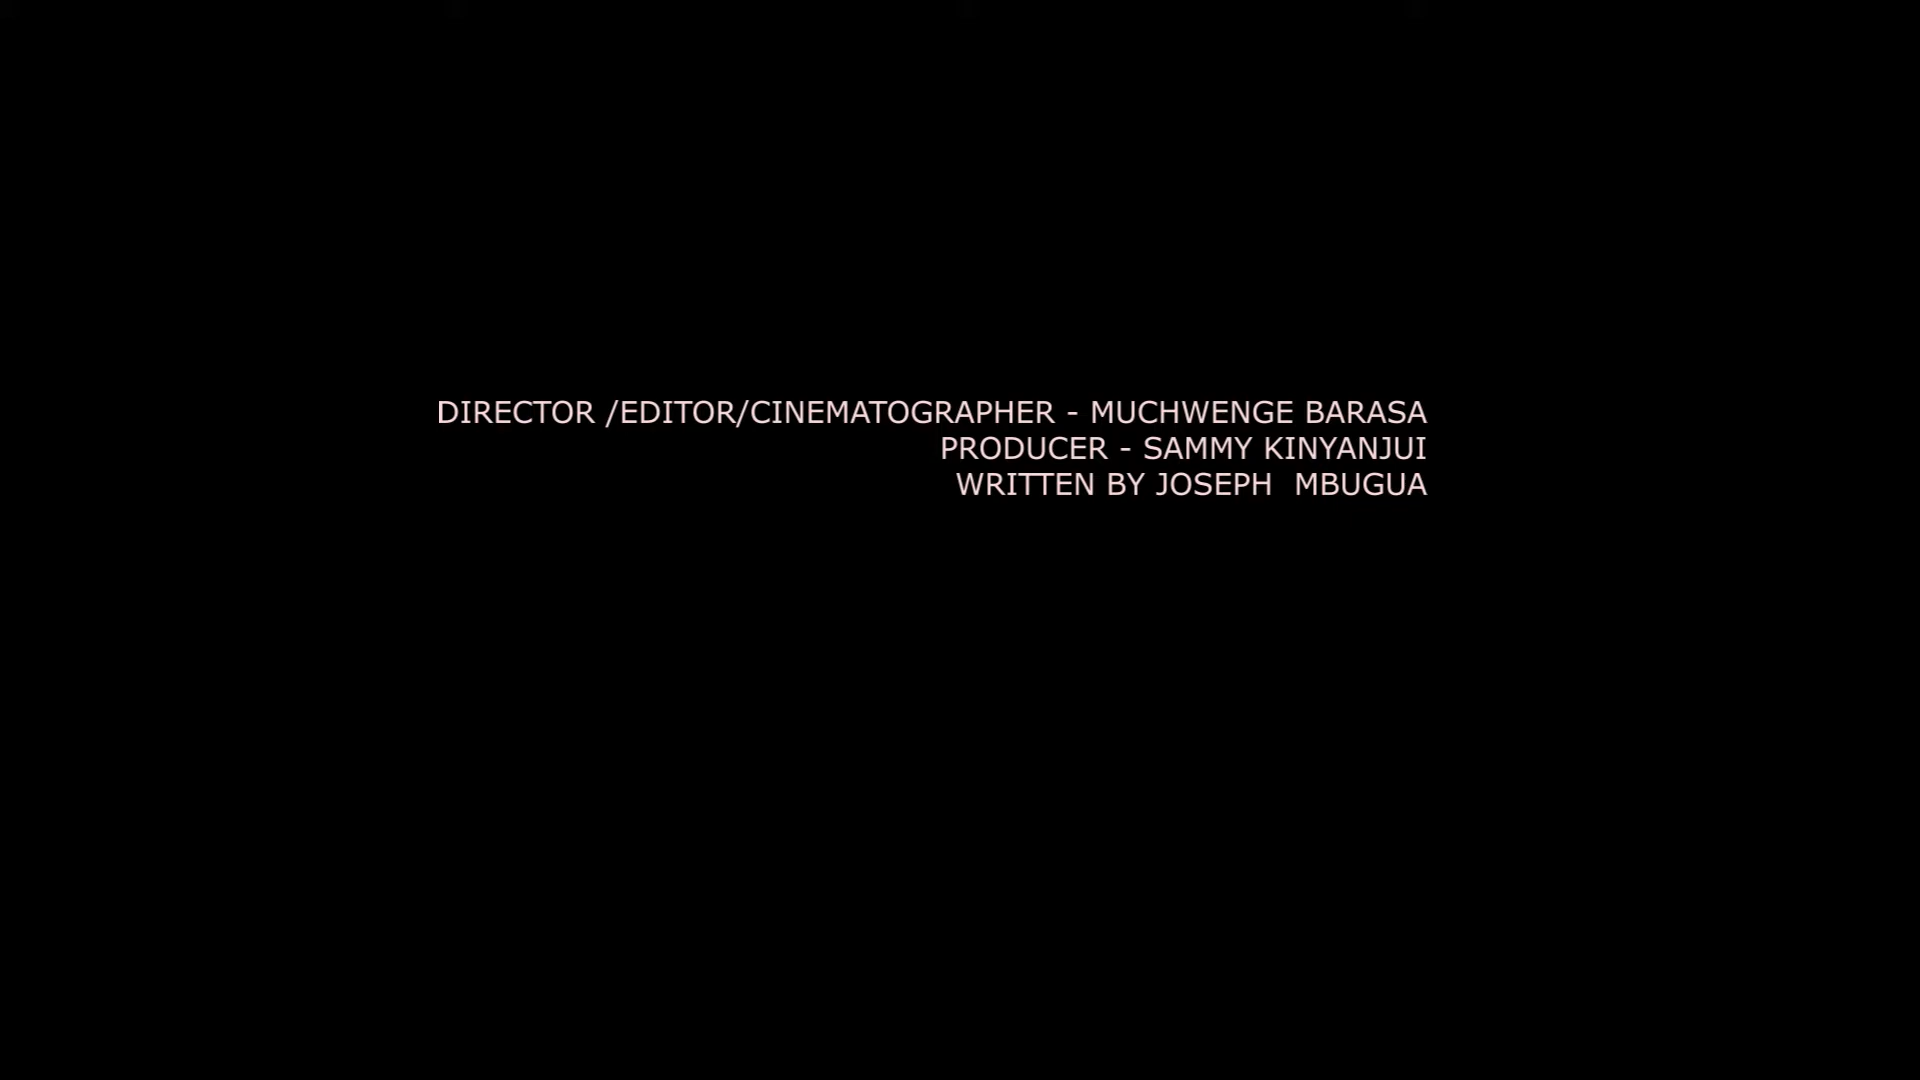 DIRECTOR /EDITOR/CINEMATOGRAPHER - MUCHWENGE BARASA
PRODUCER - SAMMY KINYANJUI
WRITTEN BY JOSEPH  MBUGUA